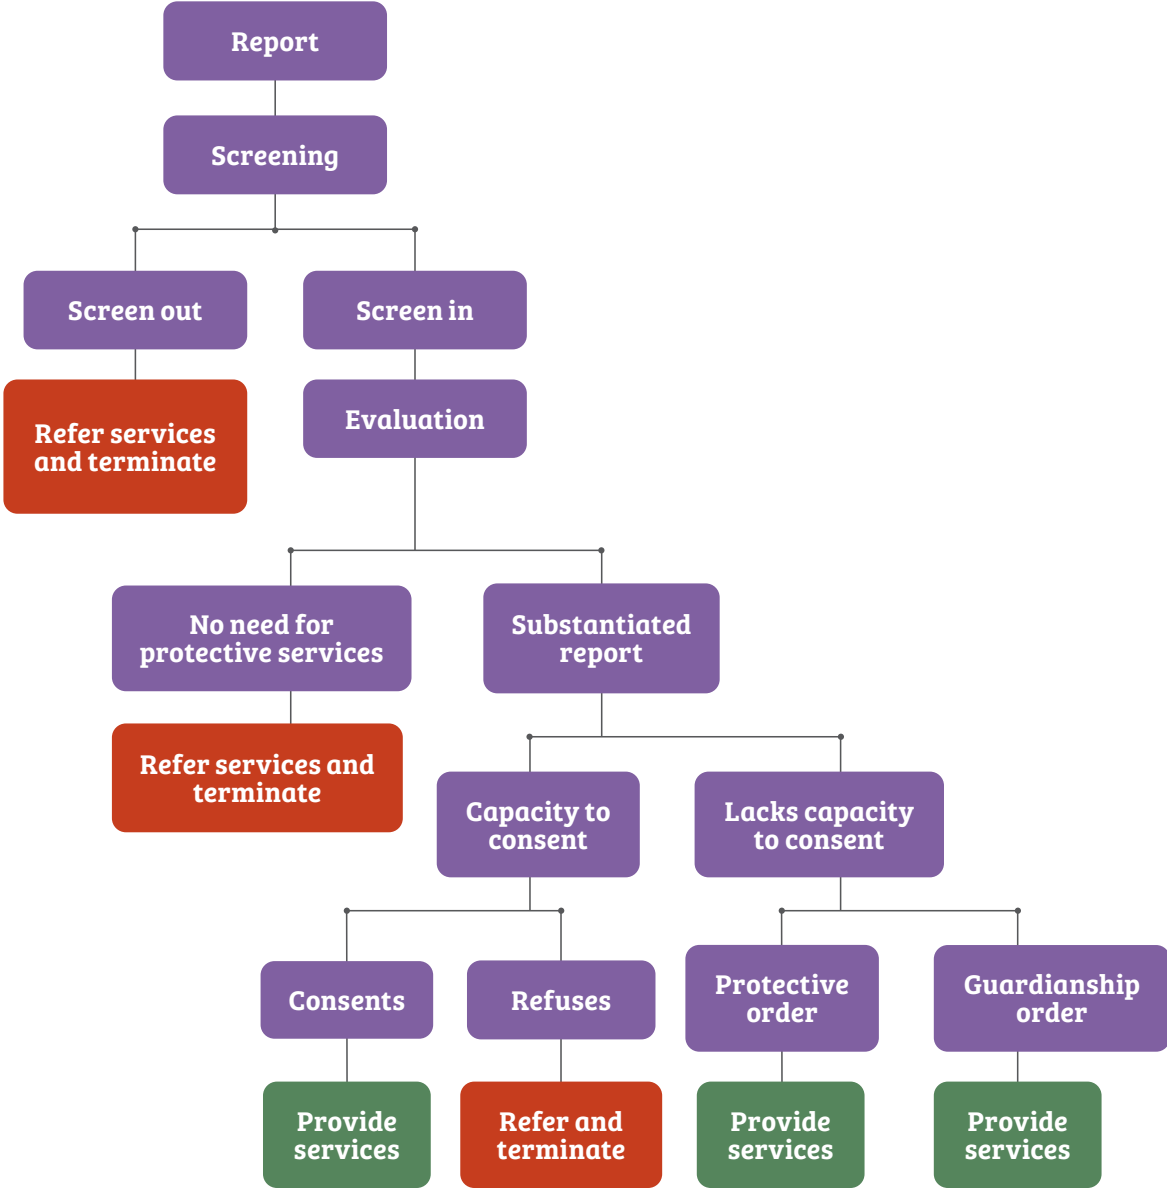 Report
Screening
Screen out
Screen in
Refer services
and terminate
Evaluation
No need for
protective services
Substantiated
report
Refer services and
terminate
Capacity to
consent
Lacks capacity
to consent
Consents
Refuses
Protective
order
Guardianship
order
Provide
services
Refer and
terminate
Provide
services
Provide
services